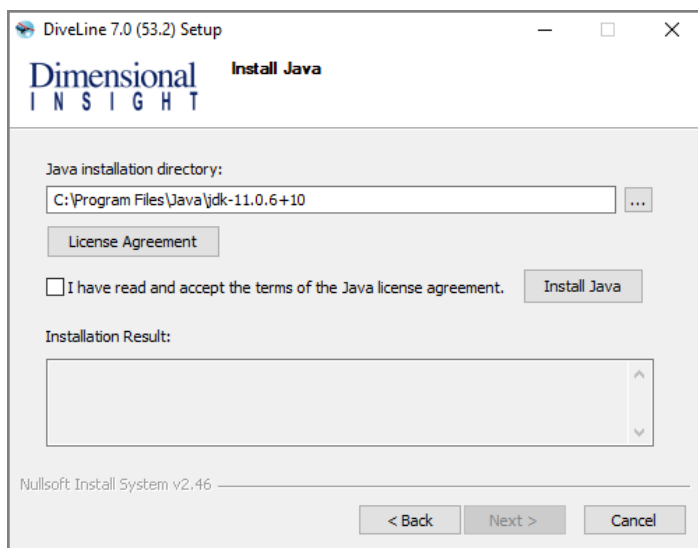 DiveLine 7.0 (53.2) Setup
Dimensional
INSIGHT
Install Java
Java installation directory:
C:\Program Files\Java\jdk-11.0.6+10
...
License Agreement
I have read and accept the terms of the Java license agreement.
Install Java
Installation Result:
Nullsoft Install System v2.46
< Back
Next >
Cancel